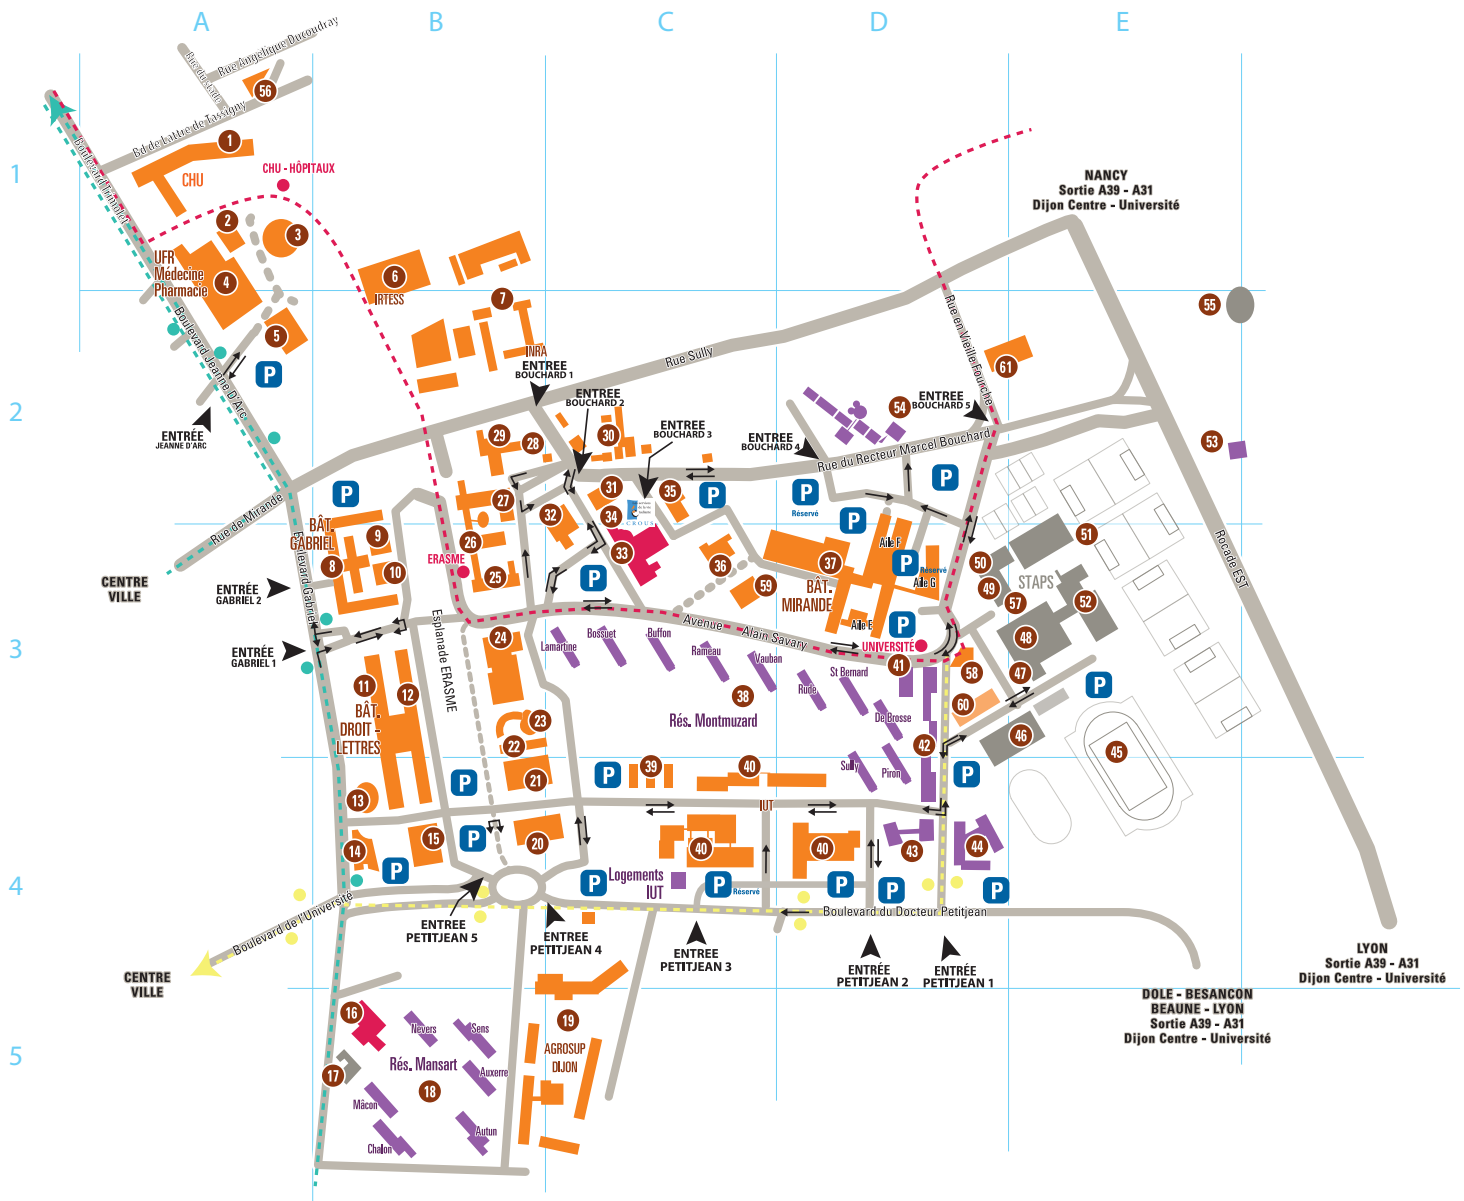 A
B
C
D
E
1
2
3
4
5
Rue Angelique Ducoudray
Rue du Stade
56
Bd de Lattre de Tassigny
1
CHU
CHU - HÔPITAUX
Boulevard Trimolet
2
3
UFR
Médecine
Pharmacie
4
5
P
Boulevard Jeanne D'Arc
ENTRÉE
JEANNE D'ARC
6
IRTESS
7
INRA
ENTREE
BOUCHARD 1
ENTREE
BOUCHARD 2
ENTREE
BOUCHARD 3
ENTREE
BOUCHARD 4
ENTREE
BOUCHARD 5
Rue Sully
Rue en Vieille Fourche
NANCY
Sortie A39 - A31
Dijon Centre - Université
55
61
54
53
Rue du Recteur Marcel Bouchard
29
28
30
27
31
35
P
P
Réservé
P
P
P
Rue de Mirande
CENTRE
VILLE
BÂT.
GABRIEL
8
9
10
ENTRÉE
GABRIEL 2
ENTRÉE
GABRIEL 1
Boulevard Gabriel
26
25
ERASME
32
34
CROUS
33
P
36
59
37
BÂT.
MIRANDE
Aile F
P
Réservé
Aile G
Aile E
P
UNIVERSITÉ
41
50
49
57
STAPS
51
52
48
47
Rocade EST
Esplanade ERASME
24
Avenue Alain Savary
Lamartine
Bossuet
Buffon
Rameau
Vauban
Rude
St Bernard
De Brosse
Sully
Piron
38
Rés. Montmuzard
58
60
P
46
45
42
11
12
BÂT.
DROIT -
LETTRES
23
22
21
P
P
39
40
P
IUT
13
14
15
P
P
20
40
40
43
44
Logements
IUT
P
P
Réservé
P
P
P
Boulevard de l'Université
Boulevard du Docteur Petitjean
ENTREE
PETITJEAN 5
ENTREE
PETITJEAN 4
ENTREE
PETITJEAN 3
ENTRÉE
PETITJEAN 2
ENTRÉE
PETITJEAN 1
CENTRE
VILLE
LYON
Sortie A39 - A31
Dijon Centre - Université
DOLE - BESANCON
BEAUNE - LYON
Sortie A39 - A31
Dijon Centre - Université
16
17
Nevers
Sens
Rés. Mansart
18
Auxerre
Mâcon
Chalon
Autun
19
AGROSUP
DIJON